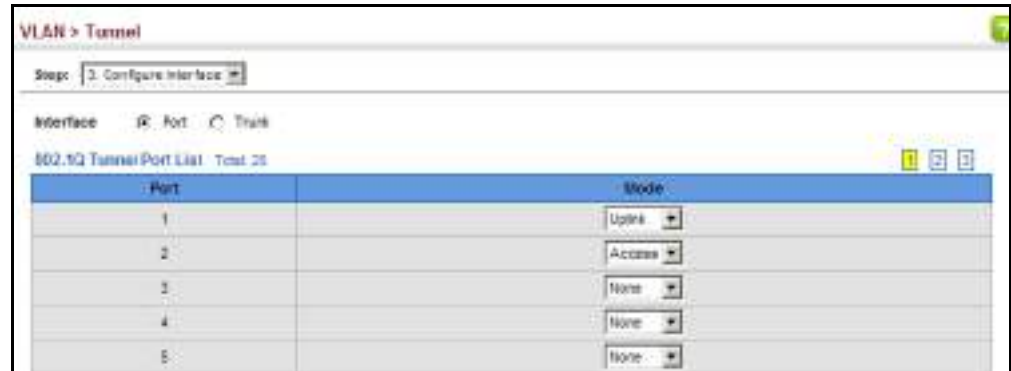 VLAN > Tunnel
?
Step: 3. Configure Interface
Interface Port Trunk
802.1Q Tunnel Port List Total: 28
1 2 3
Port Mode
1 Uplink
2 Access
3 None
4 None
5 None